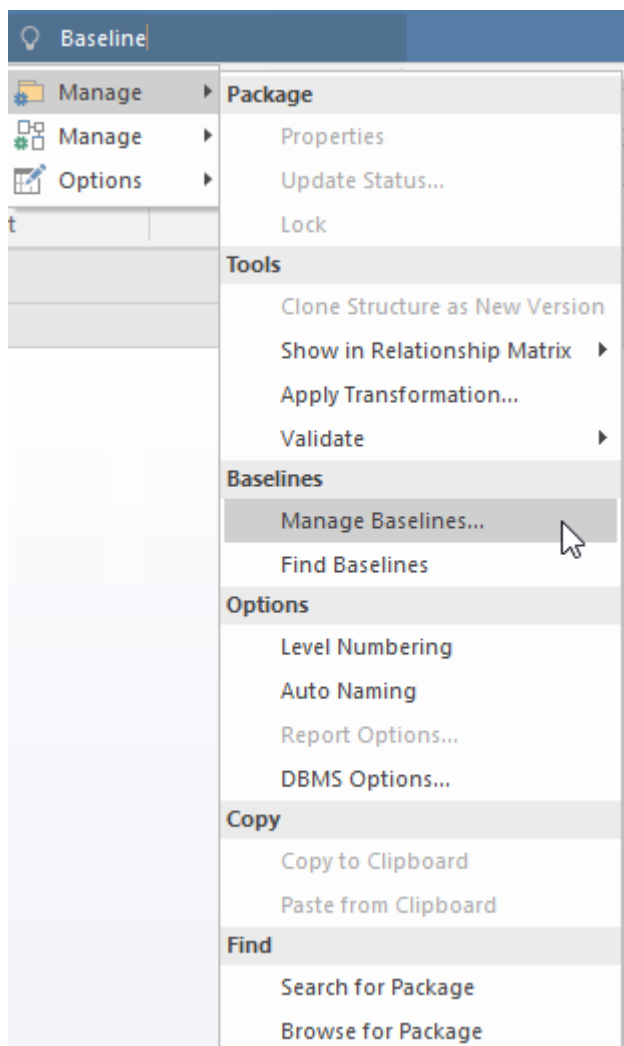 Baseline
Manage
Manage
Options
t
Package
Properties
Update Status...
Lock
Tools
Clone Structure as New Version
Show in Relationship Matrix
Apply Transformation...
Validate
Baselines
Manage Baselines...
Find Baselines
Options
Level Numbering
Auto Naming
Report Options...
DBMS Options...
Copy
Copy to Clipboard
Paste from Clipboard
Find
Search for Package
Browse for Package